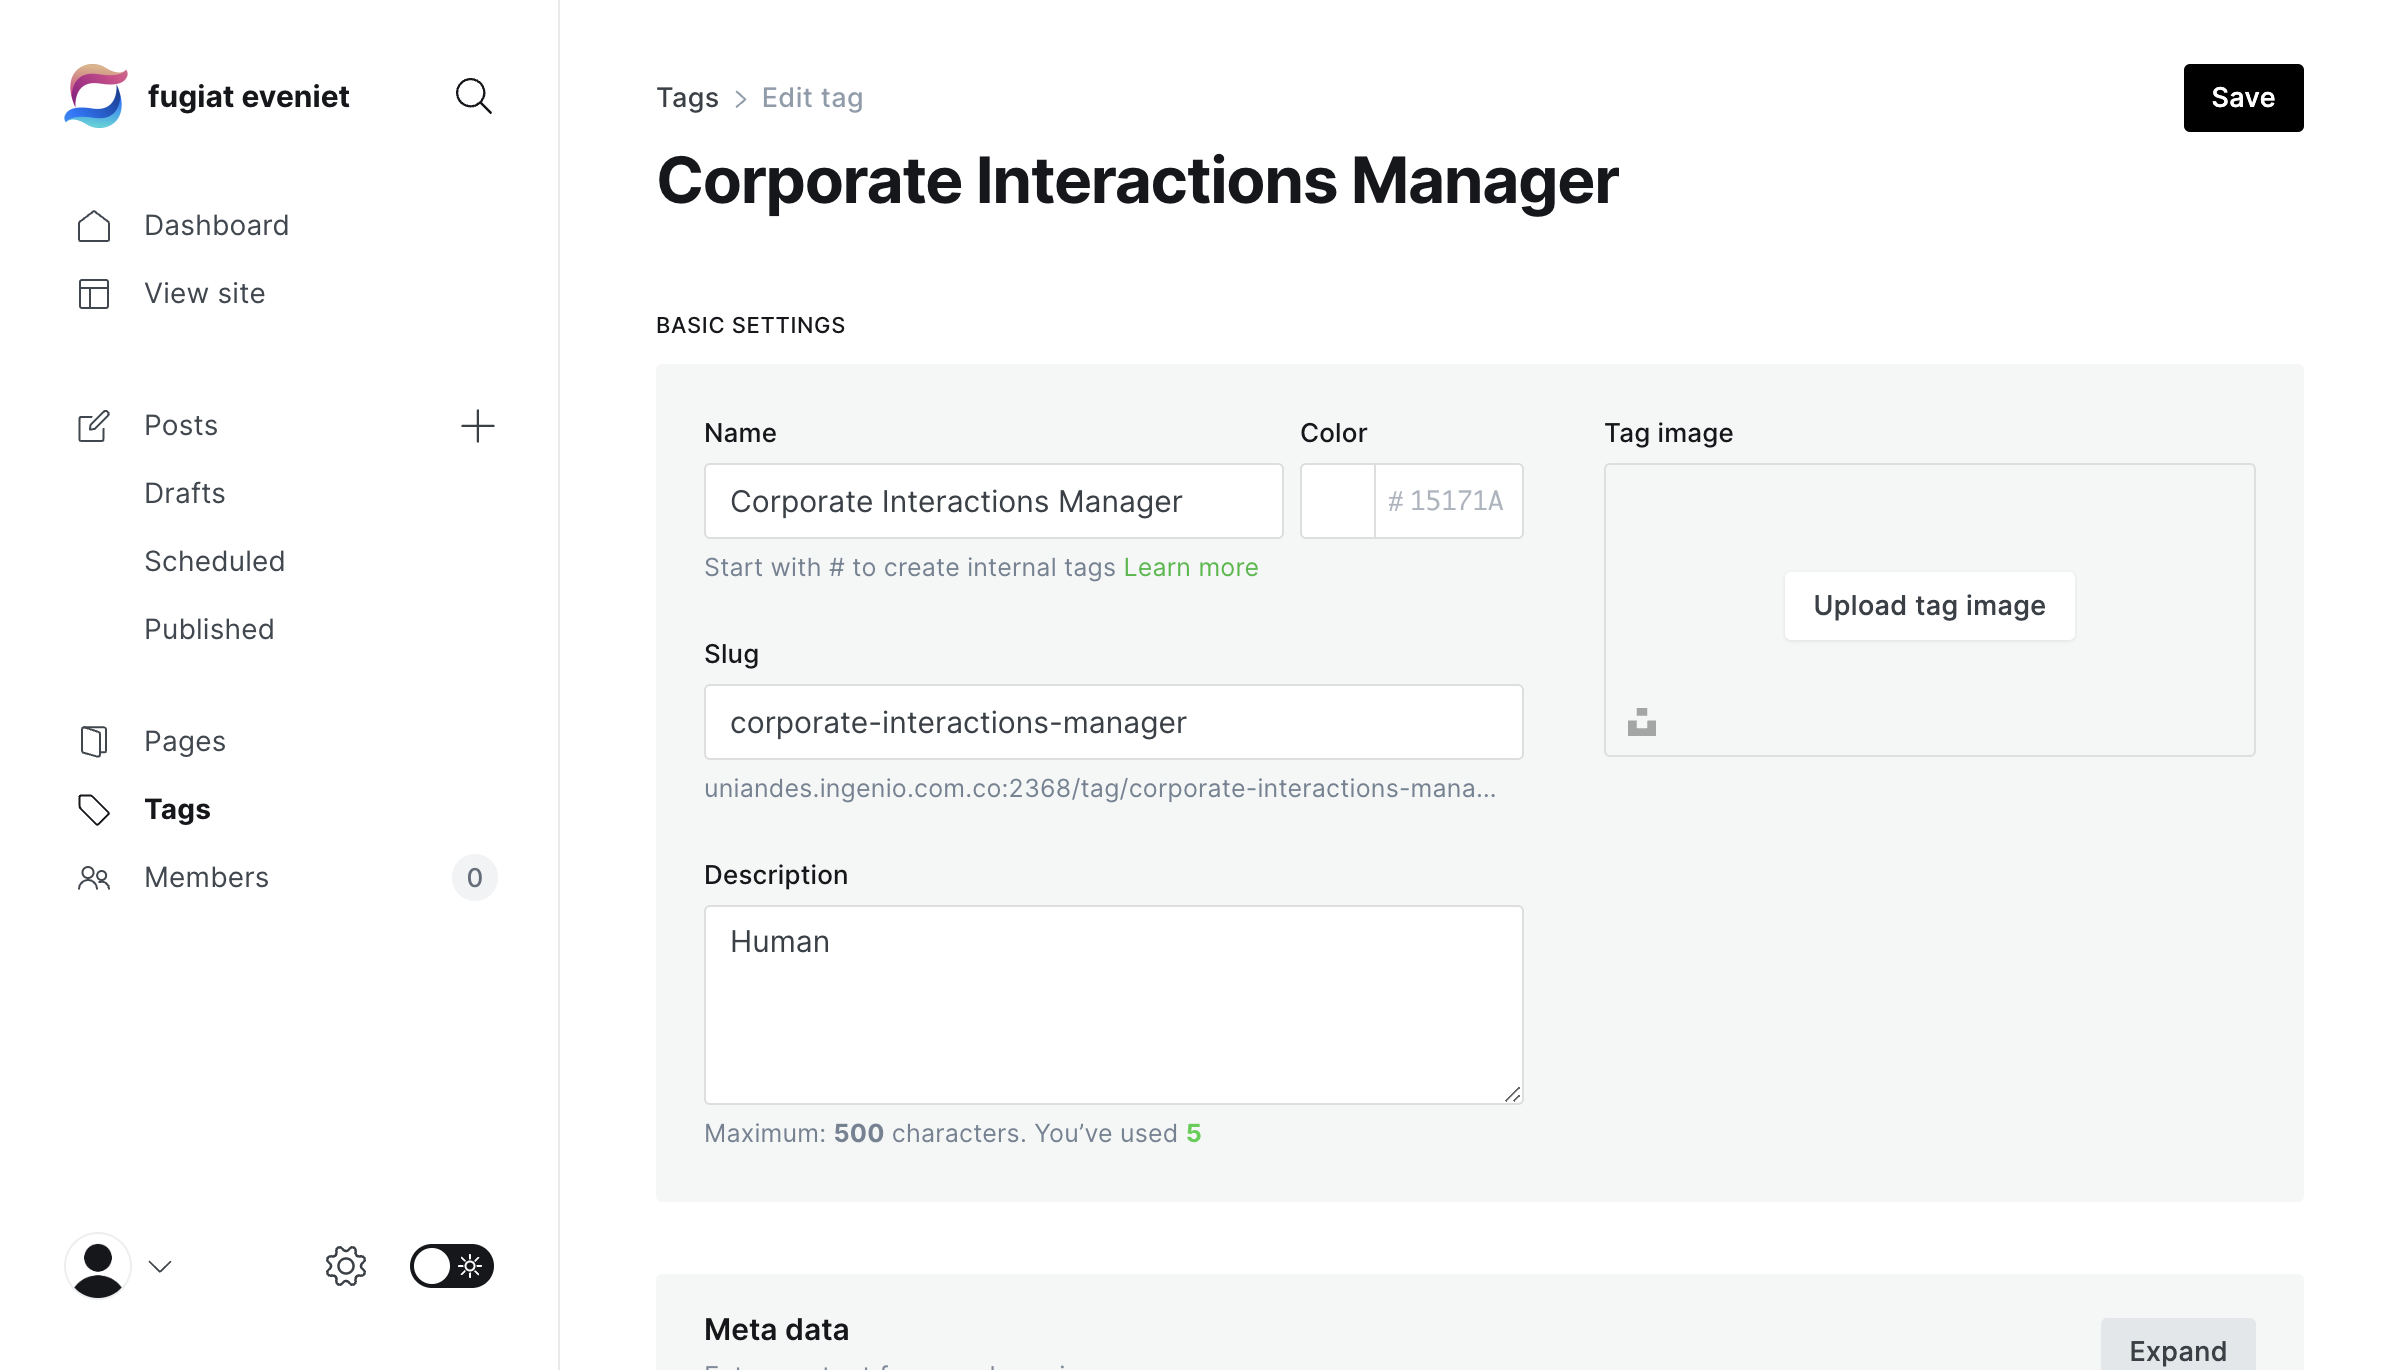 fugiat eveniet
Dashboard
View site
Posts
Drafts
Scheduled
Published
Pages
Tags
Members
0
Tags > Edit tag
Save
Corporate Interactions Manager
BASIC SETTINGS
Name
Corporate Interactions Manager
Start with # to create internal tags Learn more
Color
# 15171A
Slug
corporate-interactions-manager
uniandes.ingenio.com.co:2368/tag/corporate-interactions-mana...
Description
Human
Maximum: 500 characters. You’ve used 5
Tag image
Upload tag image
Meta data
Expand